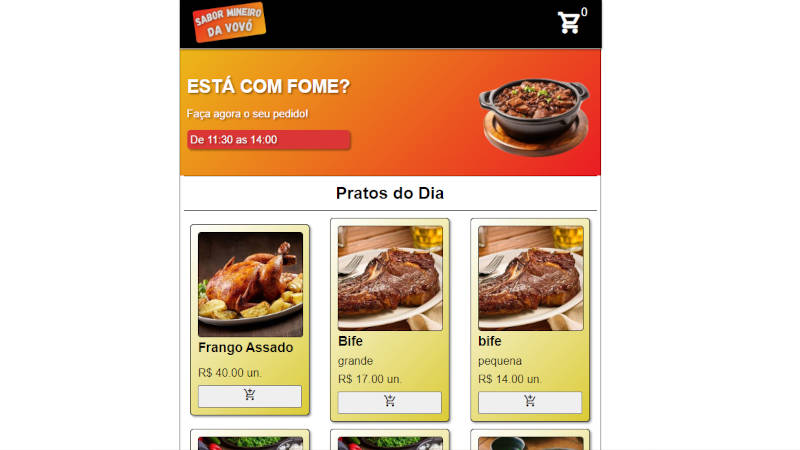 SABOR MINEIRO
DA VOVÓ
0
ESTÁ COM FOME?
Faça agora o seu pedido!
De 11:30 as 14:00
Pratos do Dia
Frango Assado
R$ 40.00 un.
Bife
grande
R$ 17.00 un.
bife
pequena
R$ 14.00 un.